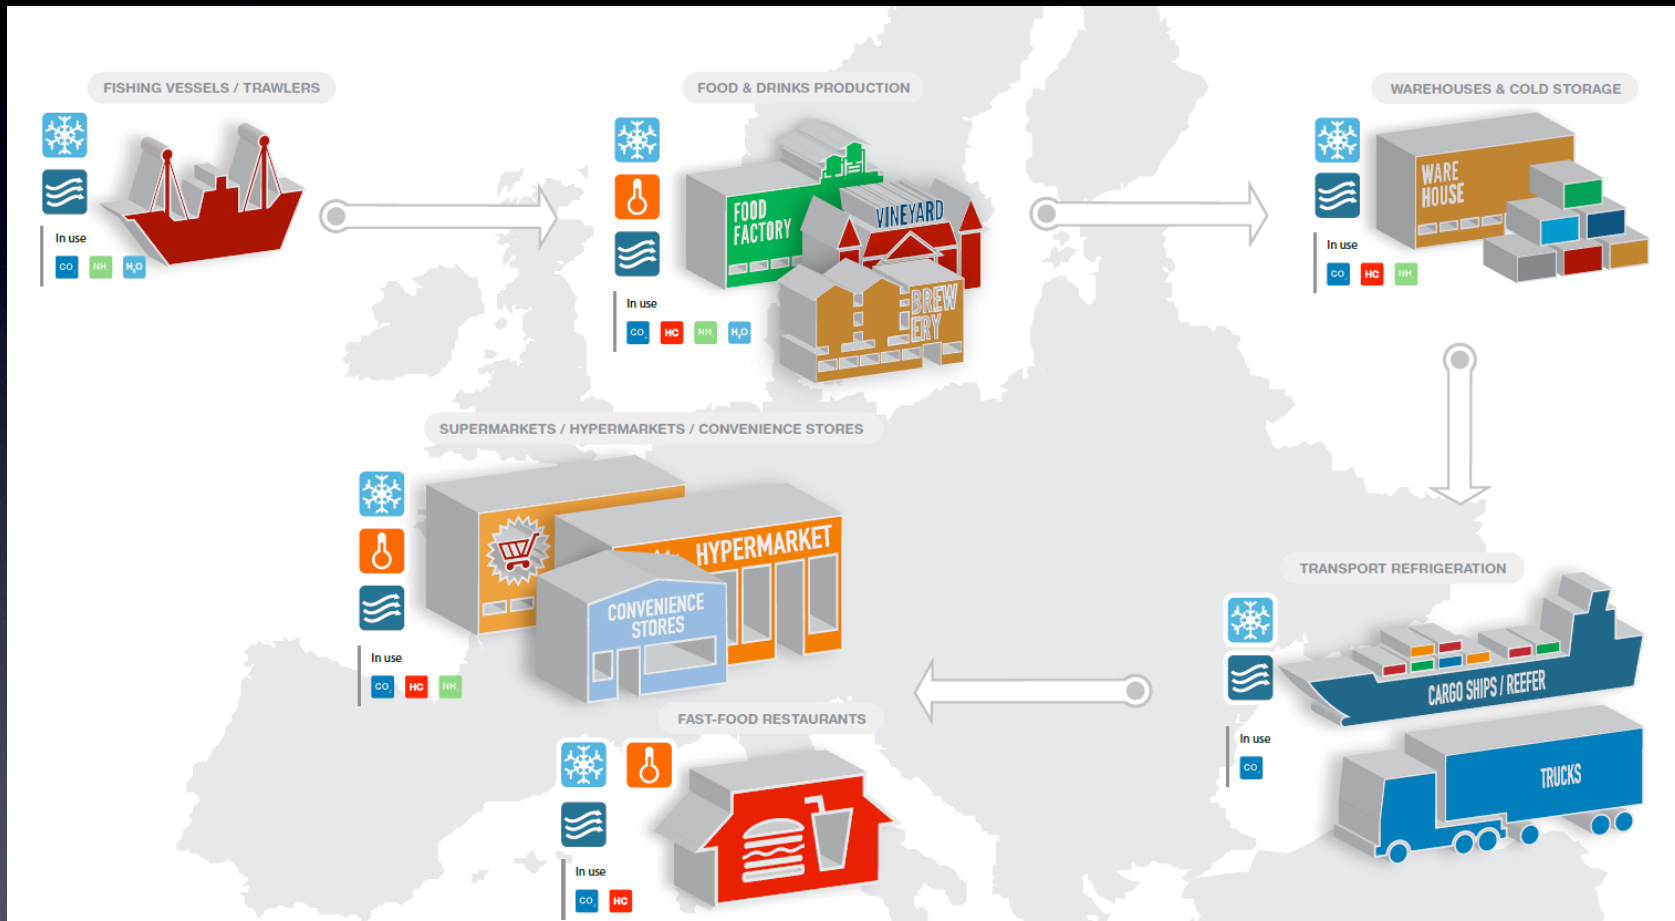 FISHING VESSELS / TRAWLERS
In use
CO₂ NH₃ H₂O
FOOD & DRINKS PRODUCTION
FOOD
FACTORY
VINEYARD
BREW
ERY
In use
CO₂ HC NH₃ H₂O
WAREHOUSES & COLD STORAGE
WARE
HOUSE
In use
CO₂ HC NH₃
SUPERMARKETS / HYPERMARKETS / CONVENIENCE STORES
HYPERMARKET
CONVENIENCE
STORES
In use
CO₂ HC NH₃
TRANSPORT REFRIGERATION
CARGO SHIPS / REEFER
TRUCKS
In use
CO₂
FAST-FOOD RESTAURANTS
In use
CO₂ HC